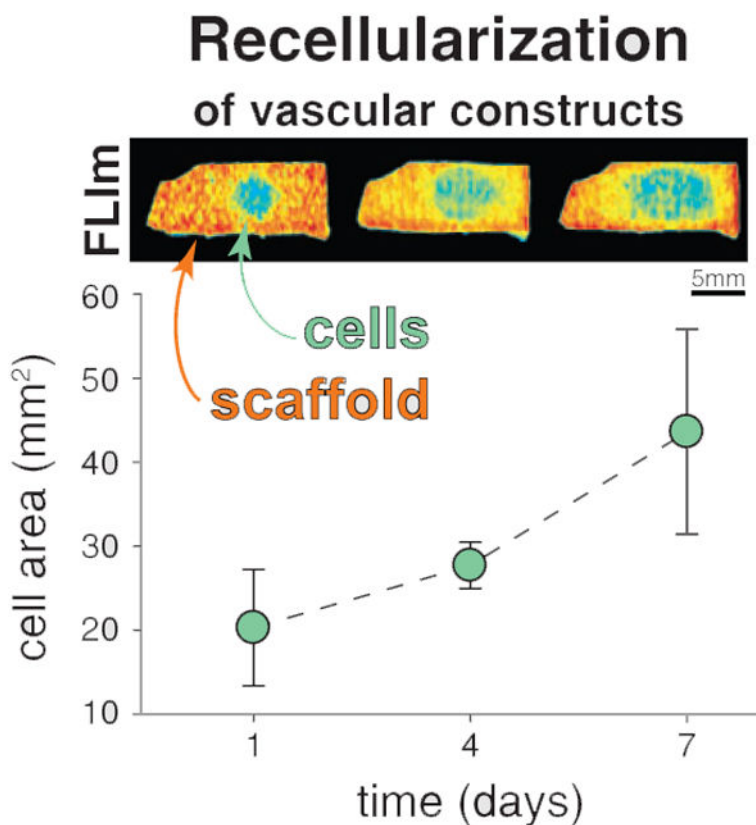 Recellularization
of vascular constructs
FLIm
5mm
cells
scaffold
60
50
40
30
20
10
cell area (mm²)
1 4 7
time (days)